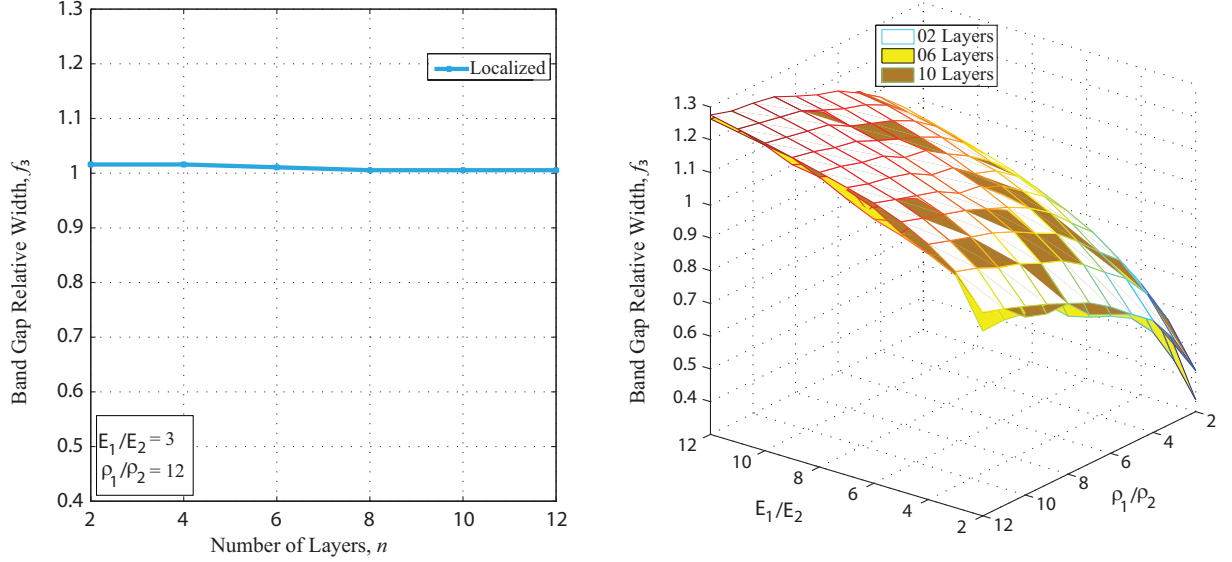 Band Gap Relative Width, f₃
1.3
1.2
1.1
1
0.9
0.8
0.7
0.6
0.5
0.4
Localized
E₁/E₂ = 3
ρ₁/ρ₂ = 12
2 4 6 8 10 12
Number of Layers, n
02 Layers
06 Layers
10 Layers
Band Gap Relative Width, f₃
1.3
1.2
1.1
1
0.9
0.8
0.7
0.6
0.5
0.4
12 10 8 6 4 2
E₁/E₂
12 10 8 6 4 2
ρ₁/ρ₂